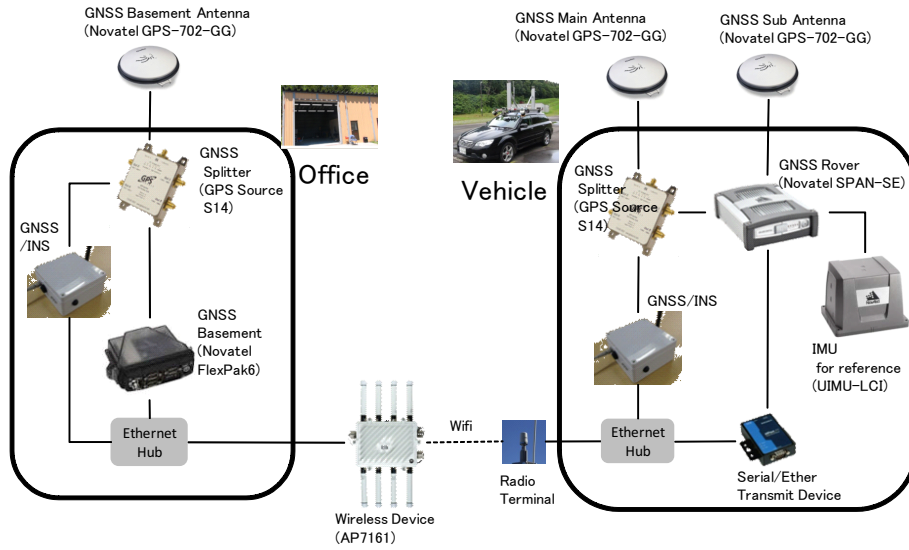 GNSS Basement Antenna
(Novatel GPS-702-GG)
GNSS Main Antenna
(Novatel GPS-702-GG)
GNSS Sub Antenna
(Novatel GPS-702-GG)
GNSS
Splitter
(GPS Source
S14)
GPS
Office
Vehicle
GNSS
Splitter
(GPS Source
S14)
GNSS Rover
(Novatel SPAN-SE)
GNSS
/INS
GNSS
Basement
(Novatel
FlexPak6)
GNSS/INS
IMU
for reference
(UIMU-LCI)
Ethernet
Hub
Wifi
Ethernet
Hub
Radio
Terminal
Serial/Ether
Transmit Device
Wireless Device
(AP7161)